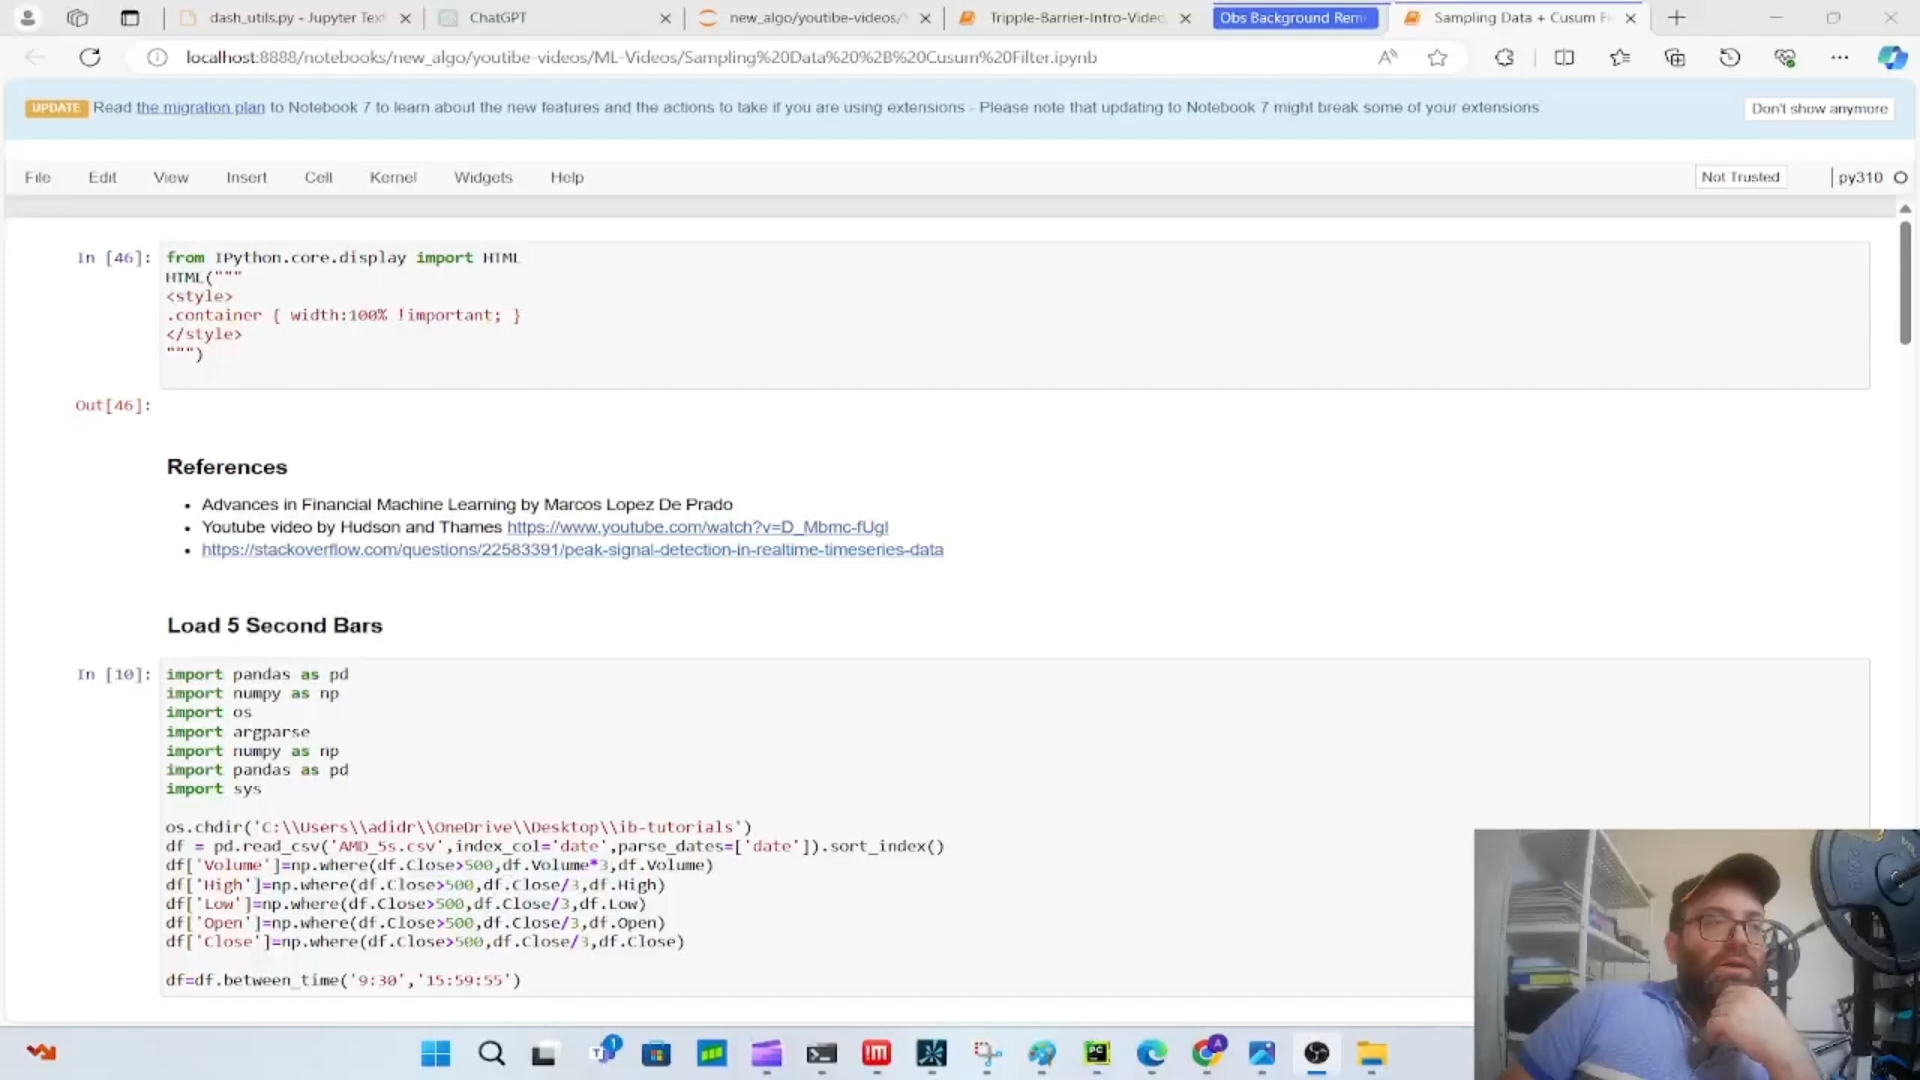 dash_utils.py - Jupyter Text
ChatGPT
new_algo/youtibe-videos/
Tripple-Barrier-Intro-Video
Obs Background Rem
Sampling Data + Cusum Fi
localhost:8888/notebooks/new_algo/youtibe-videos/ML-Videos/Sampling%20Data%20%2B%20Cusum%20Filter.ipynb
UPDATE Read the migration plan to Notebook 7 to learn about the new features and the actions to take if you are using extensions - Please note that updating to Notebook 7 might break some of your extensions.
Don't show anymore
File Edit View Insert Cell Kernel Widgets Help
Not Trusted
py310
In [46]: from IPython.core.display import HTML
HTML("""
<style>
.container { width:100% !important; }
</style>
""")
Out[46]:
References
• Advances in Financial Machine Learning by Marcos Lopez De Prado
• Youtube video by Hudson and Thames https://www.youtube.com/watch?v=D_Mbmc-fUgI
• https://stackoverflow.com/questions/22583391/peak-signal-detection-in-realtime-timeseries-data
Load 5 Second Bars
In [10]: import pandas as pd
import numpy as np
import os
import argparse
import numpy as np
import pandas as pd
import sys
os.chdir('C:\\Users\\adidr\\OneDrive\\Desktop\\ib-tutorials')
df = pd.read_csv('AMD_5s.csv',index_col='date',parse_dates=['date']).sort_index()
df['Volume']=np.where(df.Close>500,df.Volume*3,df.Volume)
df['High']=np.where(df.Close>500,df.Close/3,df.High)
df['Low']=np.where(df.Close>500,df.Close/3,df.Low)
df['Open']=np.where(df.Close>500,df.Close/3,df.Open)
df['Close']=np.where(df.Close>500,df.Close/3,df.Close)
df=df.between_time('9:30','15:59:55')